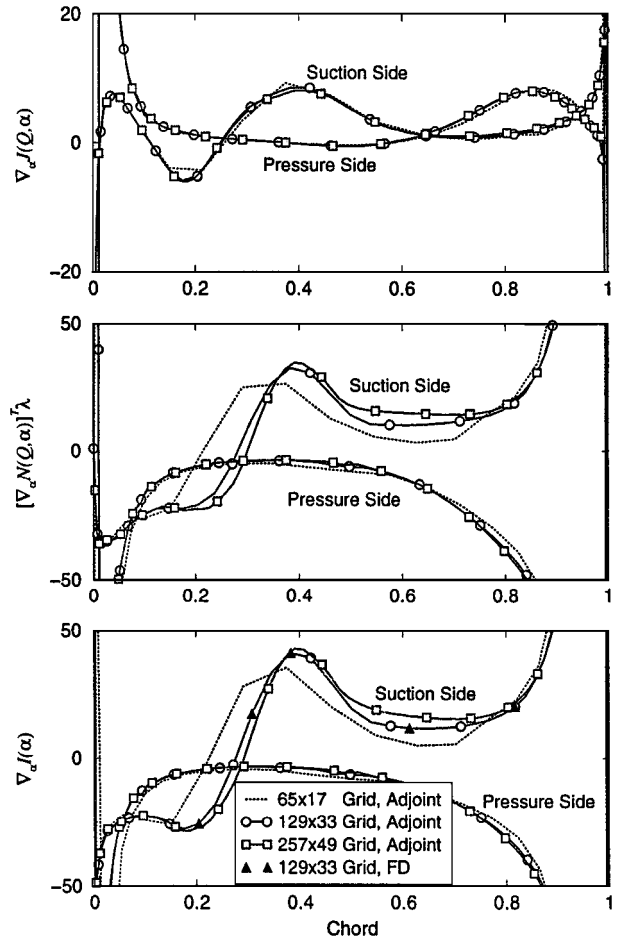 20
10
0
−10
−20
∇αJ(Q,α)
Suction Side
Pressure Side
0 0.2 0.4 0.6 0.8 1
50
0
−50
[∇αN(Q,α)]ᵀλ
Suction Side
Pressure Side
0 0.2 0.4 0.6 0.8 1
50
0
−50
∇αI(α)
Suction Side
Pressure Side
65x17 Grid, Adjoint
129x33 Grid, Adjoint
257x49 Grid, Adjoint
129x33 Grid, FD
0 0.2 0.4 0.6 0.8 1
Chord